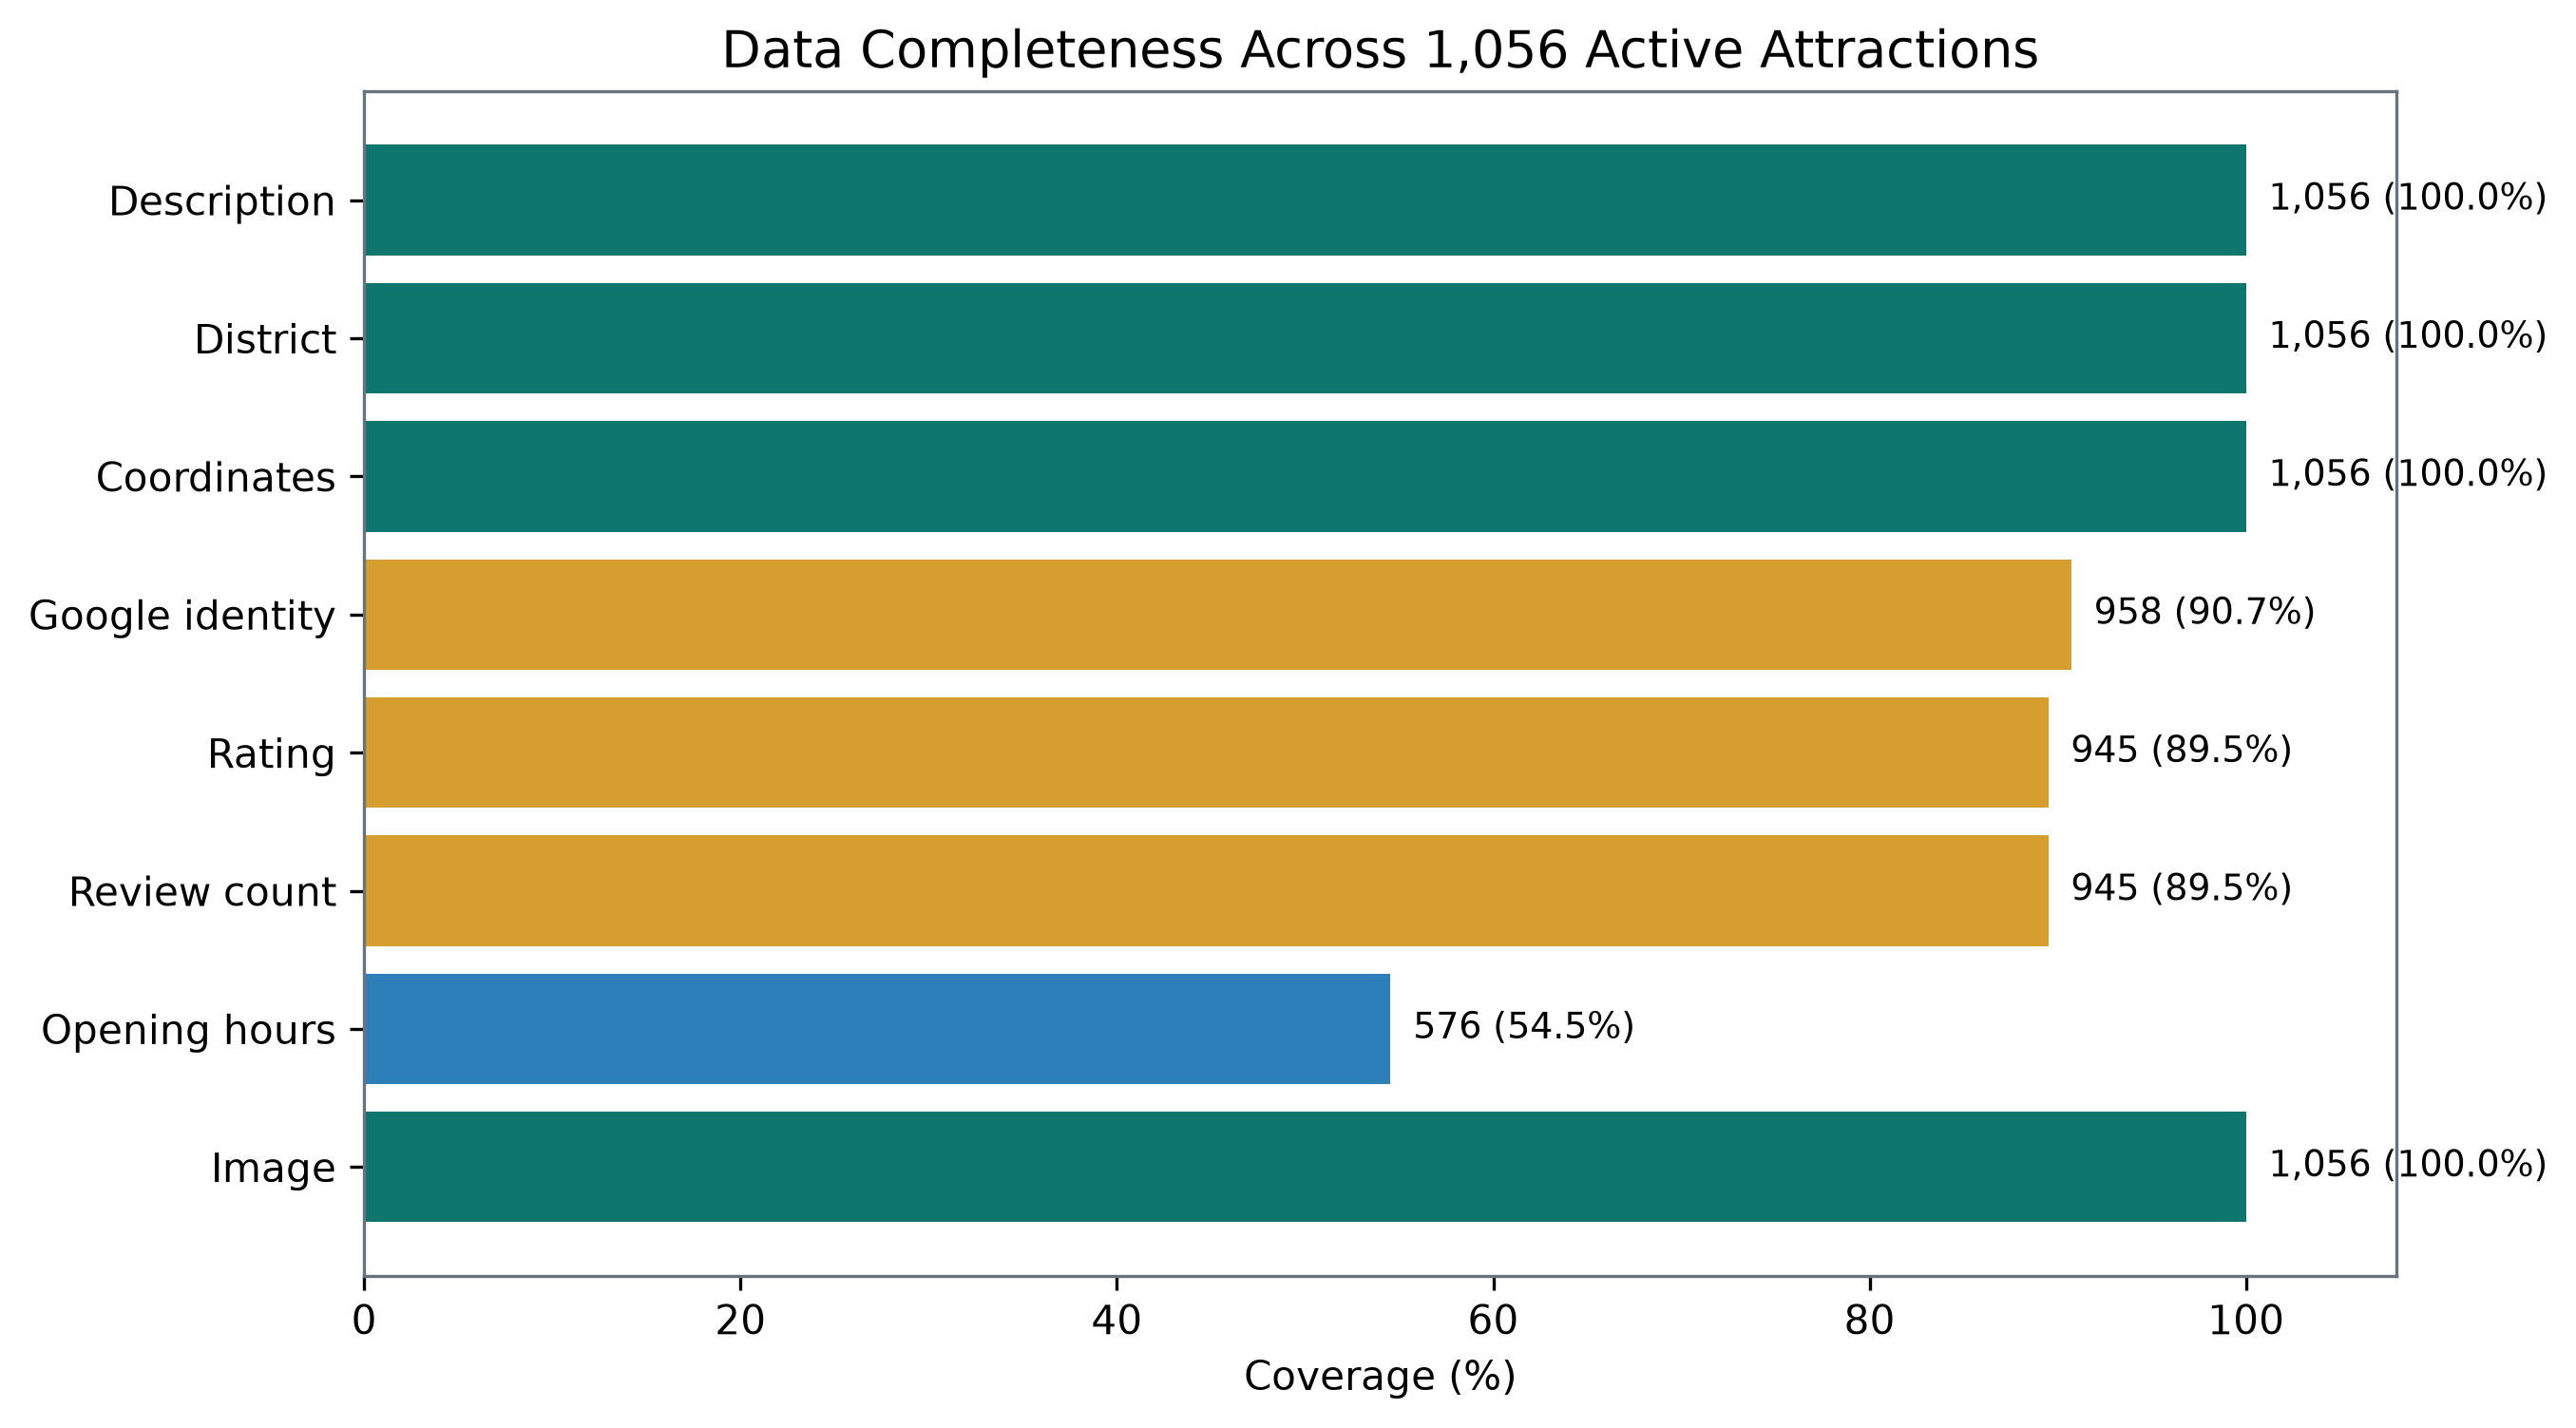 Data Completeness Across 1,056 Active Attractions
Description 1,056 (100.0%)
District 1,056 (100.0%)
Coordinates 1,056 (100.0%)
Google identity 958 (90.7%)
Rating 945 (89.5%)
Review count 945 (89.5%)
Opening hours 576 (54.5%)
Image 1,056 (100.0%)
0 20 40 60 80 100
Coverage (%)